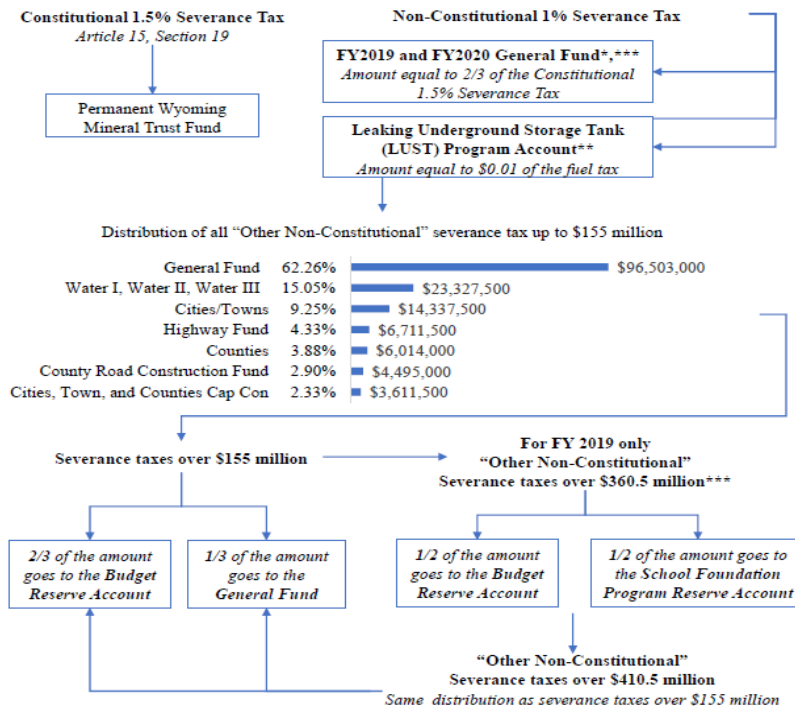 Constitutional 1.5% Severance Tax
Article 15, Section 19
Permanent Wyoming
Mineral Trust Fund
Non-Constitutional 1% Severance Tax
FY2019 and FY2020 General Fund*,***
Amount equal to 2/3 of the Constitutional
1.5% Severance Tax
Leaking Underground Storage Tank
(LUST) Program Account**
Amount equal to $0.01 of the fuel tax
Distribution of all “Other Non-Constitutional” severance tax up to $155 million
General Fund 62.26% $96,503,000
Water I, Water II, Water III 15.05% $23,327,500
Cities/Towns 9.25% $14,337,500
Highway Fund 4.33% $6,711,500
Counties 3.88% $6,014,000
County Road Construction Fund 2.90% $4,495,000
Cities, Town, and Counties Cap Con 2.33% $3,611,500
Severance taxes over $155 million
For FY 2019 only
“Other Non-Constitutional”
Severance taxes over $360.5 million***
2/3 of the amount
goes to the Budget
Reserve Account
1/3 of the amount
goes to the
General Fund
1/2 of the amount
goes to the Budget
Reserve Account
1/2 of the amount goes to
the School Foundation
Program Reserve Account
“Other Non-Constitutional”
Severance taxes over $410.5 million
Same distribution as severance taxes over $155 million